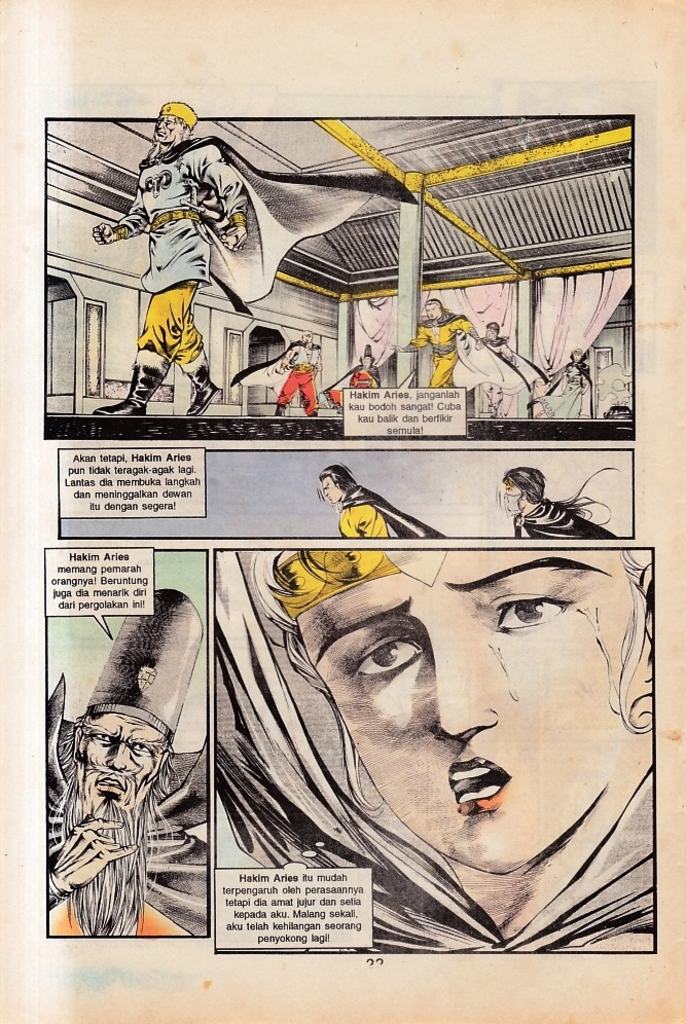 Hakim Aries, janganlah
kau bodoh sangat! Cuba
kau balik dan berfikir
semula!
Akan tetapi, Hakim Aries
pun tidak teragak-agak lagi.
Lantas dia membuka langkah
dan meninggalkan dewan
itu dengan segera!
Hakim Aries
memang pemarah
orangnya! Beruntung
juga dia menarik diri
dari pergolakan ini!
Hakim Aries itu mudah
terpengaruh oleh perasaannya
tetapi dia amat jujur dan setia
kepada aku. Malang sekali,
aku telah kehilangan seorang
penyokong lagi!